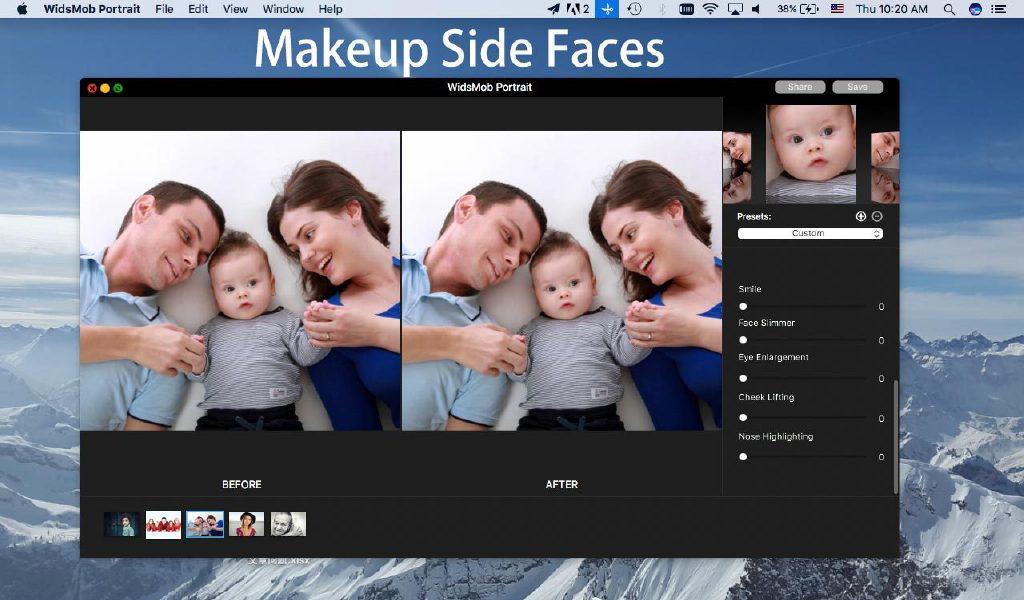 WidsMob Portrait File Edit View Window Help 2 38% Thu 10:20 AM
Makeup Side Faces
WidsMob Portrait
Share Save
Presets:
Custom
Smile
0
Face Slimmer
0
Eye Enlargement
0
Cheek Lifting
0
Nose Highlighting
0
BEFORE AFTER